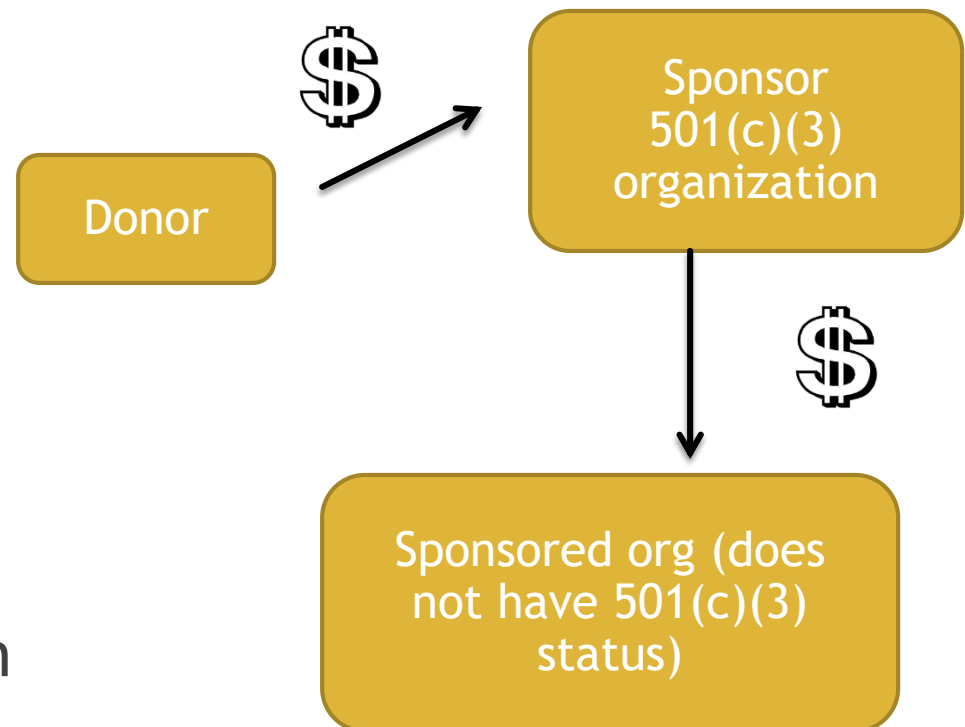 $
Sponsor
501(c)(3)
organization
Donor
$
Sponsored org (does
not have 501(c)(3)
status)
n